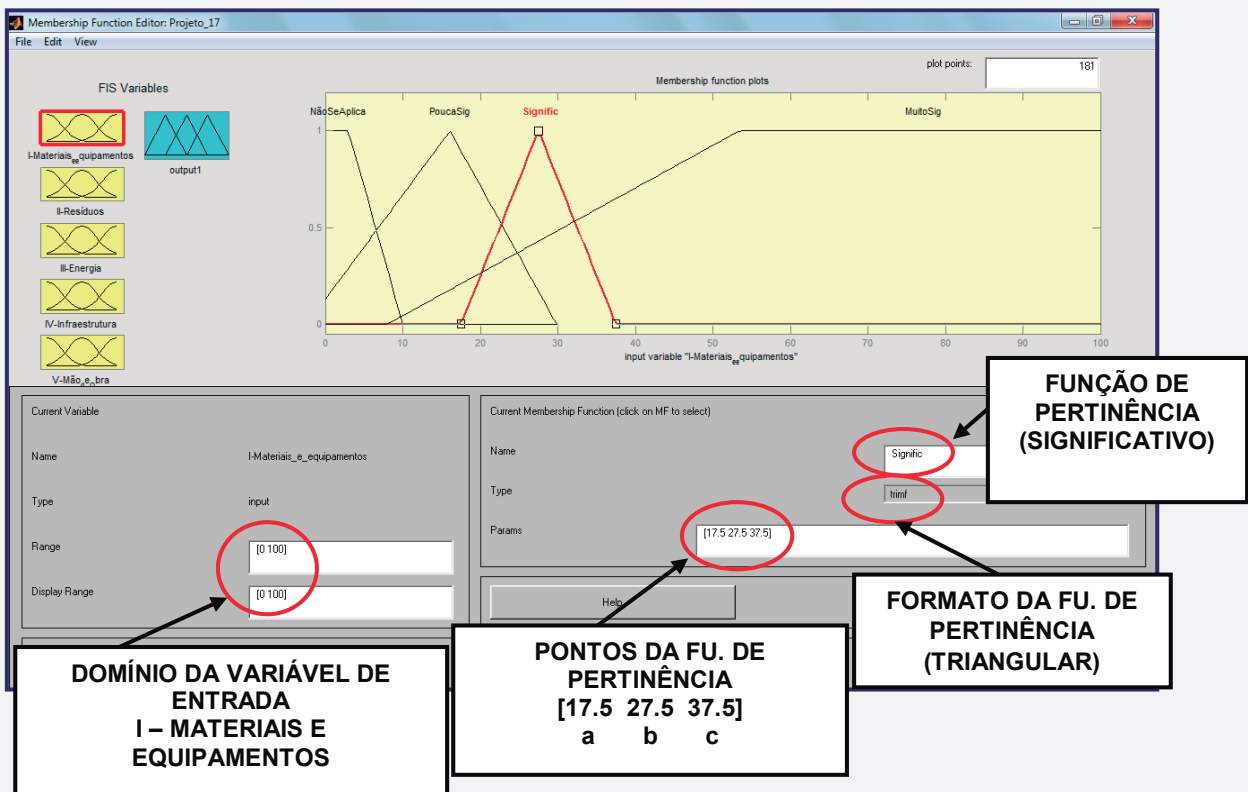 Membership Function Editor: Projeto_17
File Edit View
FIS Variables
I-Materiais_ee_quipamentos
output1
II-Resíduos
III-Energia
IV-Infraestrutura
V-Mão_de_obra
plot points:
181
Membership function plots
NãoSeAplica
PoucaSig
Signific
MuitoSig
1
0.5
0
0 10 20 30 40 50 60 70 80 90 100
input variable "I-Materiais_ee_quipamentos"
Current Variable
Name
I-Materiais_e_equipamentos
Type
input
Range
[0 100]
Display Range
[0 100]
Current Membership Function (click on MF to select)
Name
Signific
Type
trimf
Params
[17.5 27.5 37.5]
Help
FUNÇÃO DE
PERTINÊNCIA
(SIGNIFICATIVO)
FORMATO DA FU. DE
PERTINÊNCIA
(TRIANGULAR)
PONTOS DA FU. DE
PERTINÊNCIA
[17.5 27.5 37.5]
a b c
DOMÍNIO DA VARIÁVEL DE
ENTRADA
I – MATERIAIS E
EQUIPAMENTOS